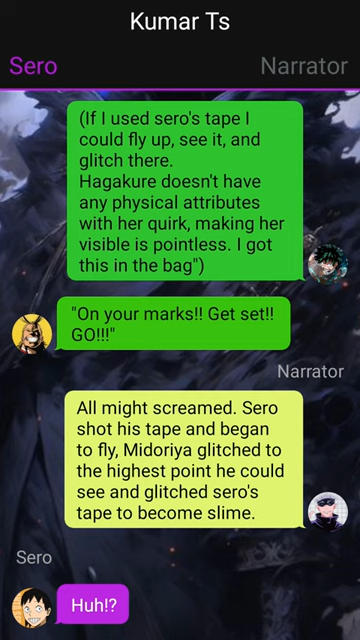 Kumar Ts
Sero
Narrator
(If I used sero's tape I
could fly up, see it, and
glitch there.
Hagakure doesn't have
any physical attributes
with her quirk, making her
visible is pointless. I got
this in the bag")
"On your marks!! Get set!!
GO!!!"
Narrator
All might screamed. Sero
shot his tape and began
to fly, Midoriya glitched to
the highest point he could
see and glitched sero's
tape to become slime.
Sero
Huh!?